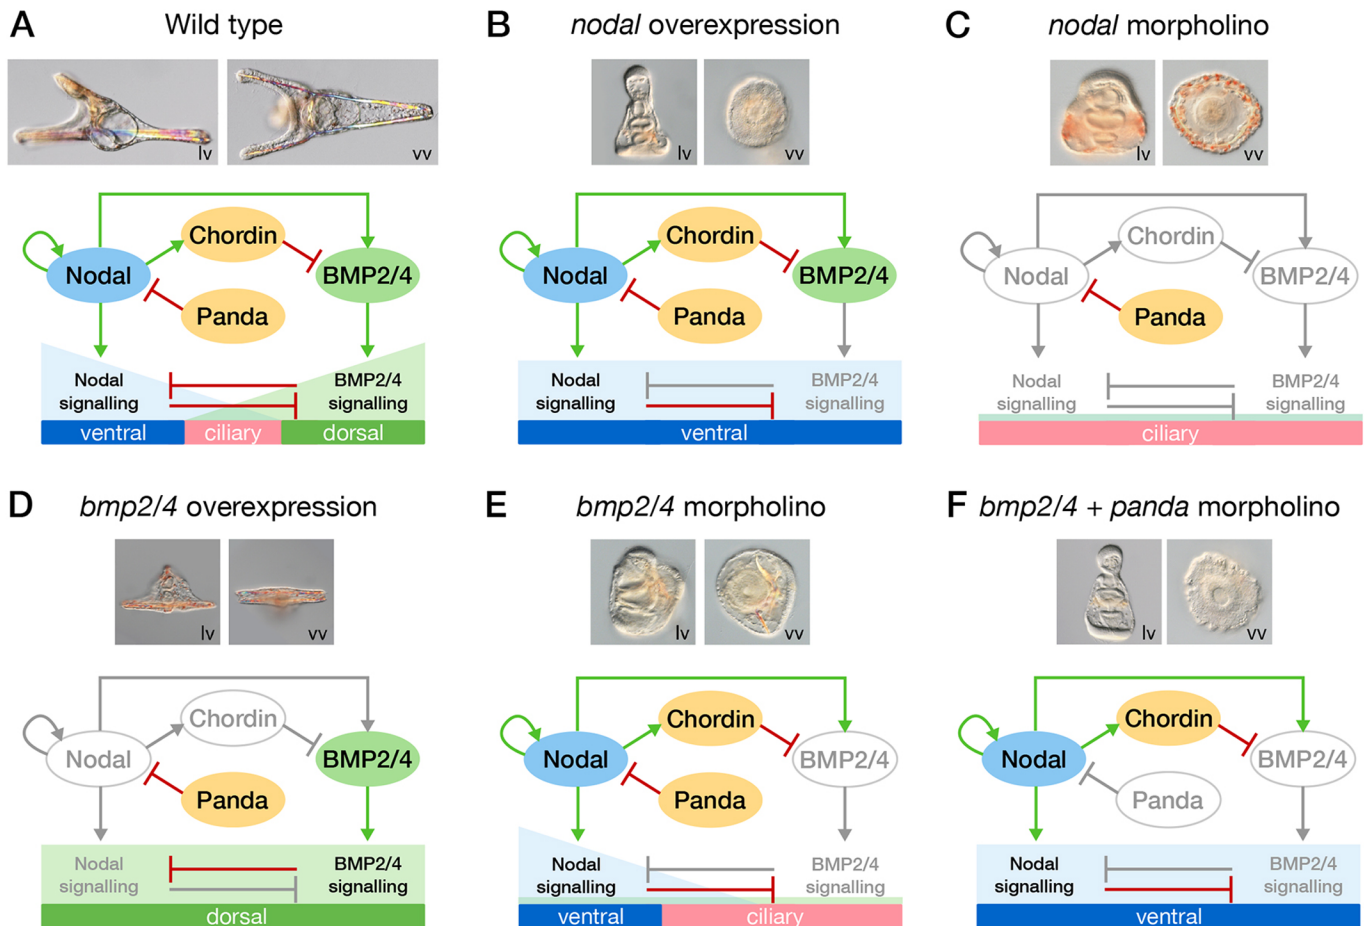 A Wild type
lv
vv
Chordin
Nodal
BMP2/4
Panda
Nodal
signalling
BMP2/4
signalling
ventral
ciliary
dorsal
B nodal overexpression
lv
vv
Chordin
Nodal
BMP2/4
Panda
Nodal
signalling
BMP2/4
signalling
ventral
C nodal morpholino
lv
vv
Chordin
Nodal
BMP2/4
Panda
Nodal
signalling
BMP2/4
signalling
ciliary
D bmp2/4 overexpression
lv
vv
Chordin
Nodal
BMP2/4
Panda
Nodal
signalling
BMP2/4
signalling
dorsal
E bmp2/4 morpholino
lv
vv
Chordin
Nodal
BMP2/4
Panda
Nodal
signalling
BMP2/4
signalling
ventral
ciliary
F bmp2/4 + panda morpholino
lv
vv
Chordin
Nodal
BMP2/4
Panda
Nodal
signalling
BMP2/4
signalling
ventral